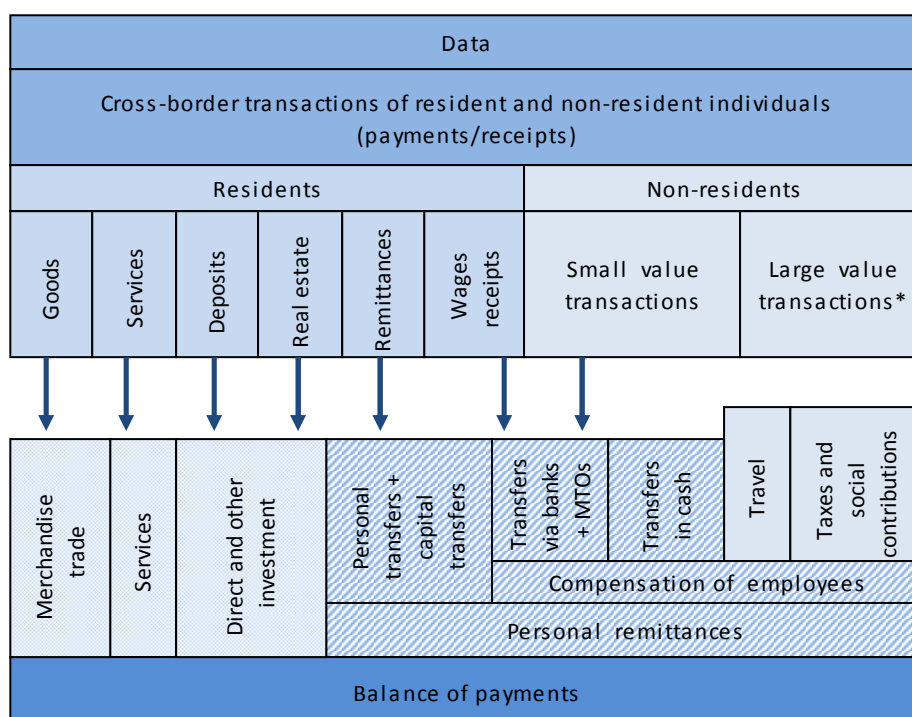 Data
Cross-border transactions of resident and non-resident individuals
(payments/receipts)
Residents
Non-residents
Goods
Services
Deposits
Real estate
Remittances
Wages
receipts
Small value
transactions
Large value
transactions*
Merchandise
trade
Services
Direct and other
investment
Personal
transfers +
capital
transfers
Transfers
via banks
+ MTOs
Transfers
in cash
Travel
Taxes and
social
contributions
Compensation of employees
Personal remittances
Balance of payments